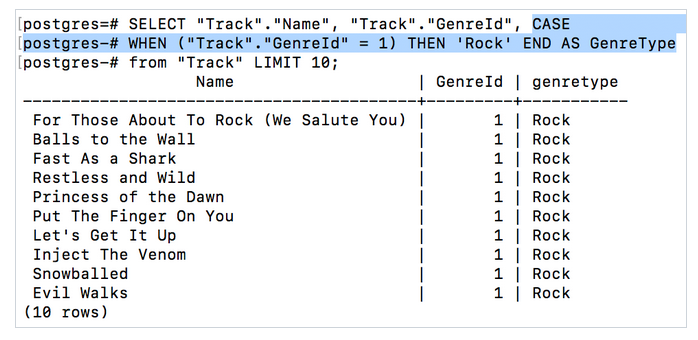 [postgres=# SELECT "Track"."Name", "Track"."GenreId", CASE
[postgres-# WHEN ("Track"."GenreId" = 1) THEN 'Rock' END AS GenreType
[postgres-# from "Track" LIMIT 10;
Name | GenreId | genretype
-----------------------------------------+---------+-----------
For Those About To Rock (We Salute You) | 1 | Rock
Balls to the Wall | 1 | Rock
Fast As a Shark | 1 | Rock
Restless and Wild | 1 | Rock
Princess of the Dawn | 1 | Rock
Put The Finger On You | 1 | Rock
Let's Get It Up | 1 | Rock
Inject The Venom | 1 | Rock
Snowballed | 1 | Rock
Evil Walks | 1 | Rock
(10 rows)